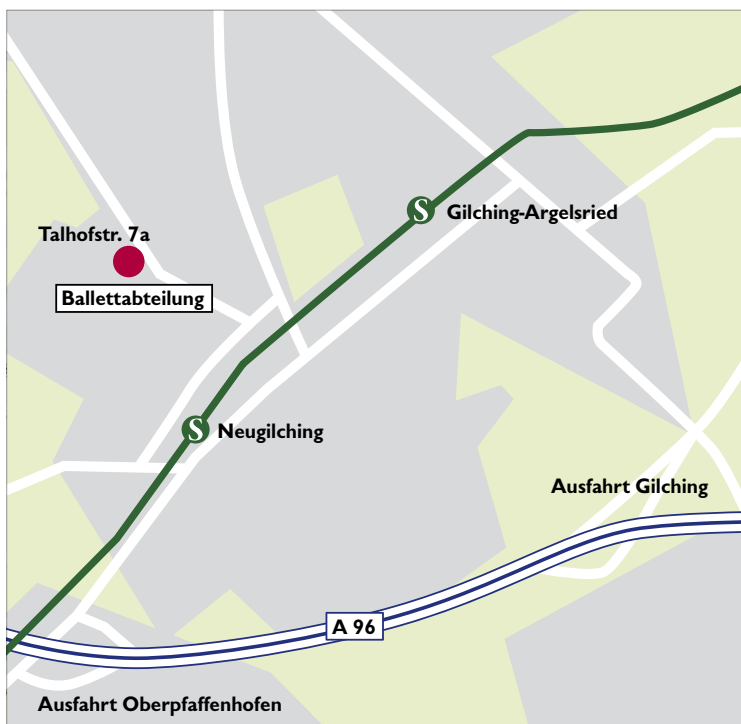 S Gilching-Argelsried
Talhofstr. 7a
Ballettabteilung
S Neugilching
Ausfahrt Gilching
A 96
Ausfahrt Oberpfaffenhofen